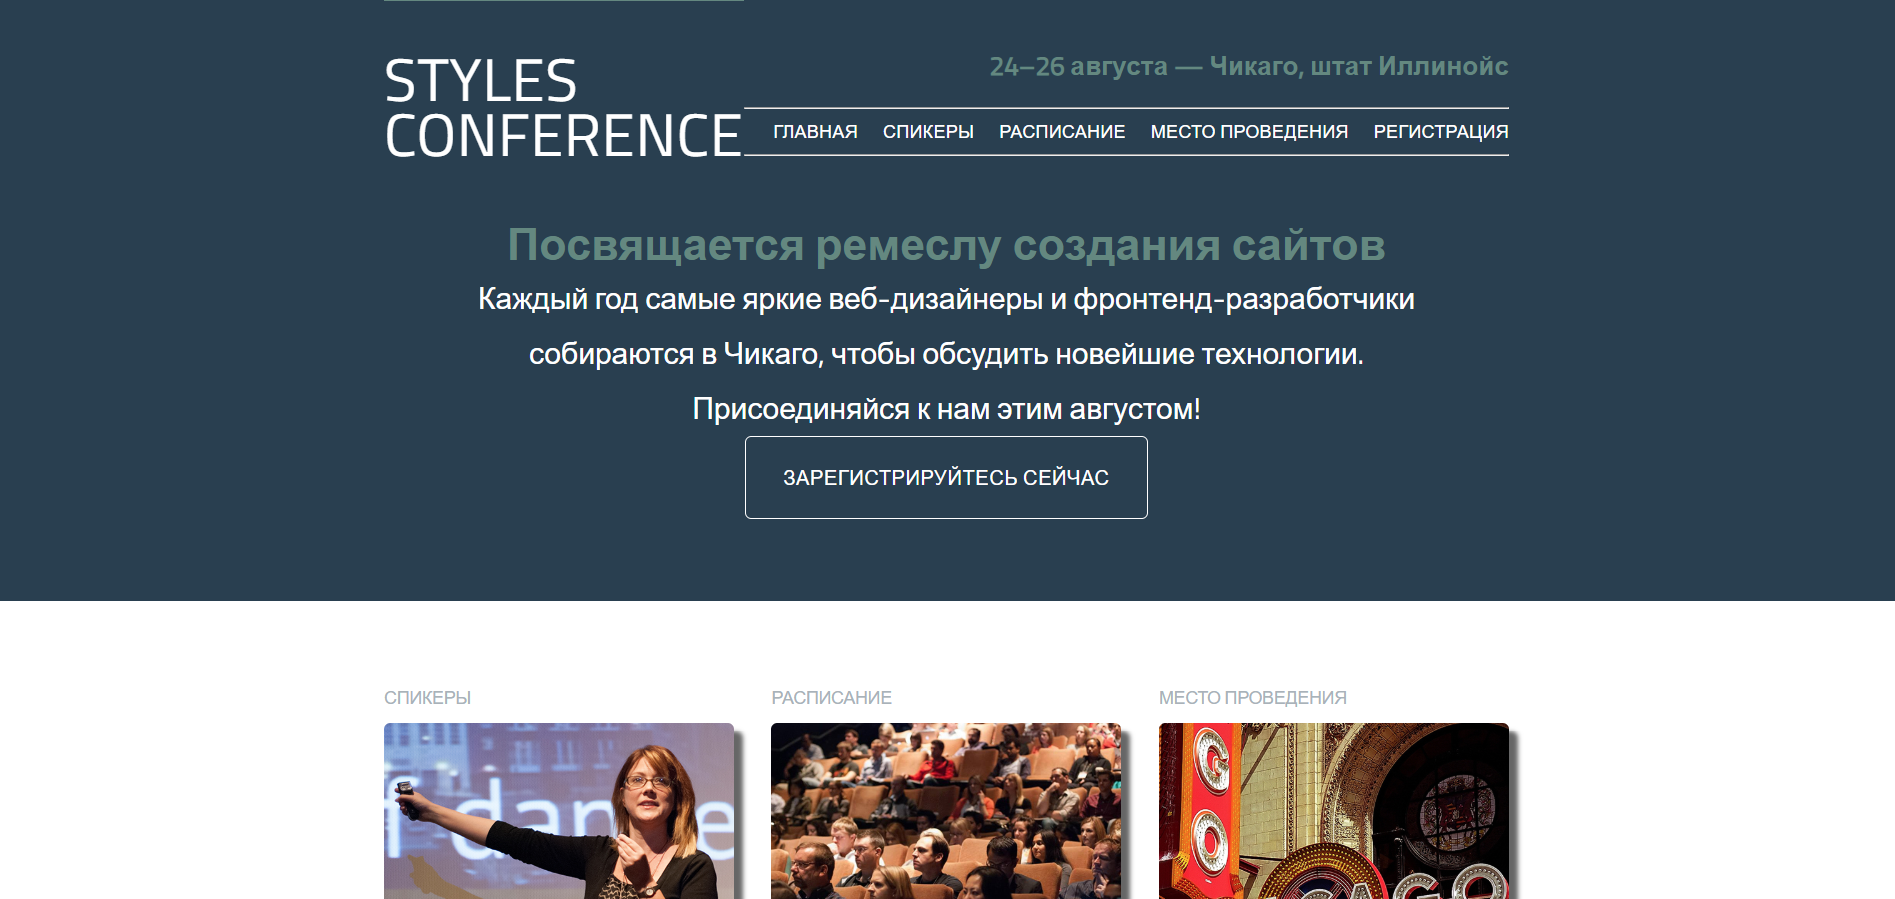 STYLES
CONFERENCE
24–26 августа — Чикаго, штат Иллинойс
ГЛАВНАЯ СПИКЕРЫ РАСПИСАНИЕ МЕСТО ПРОВЕДЕНИЯ РЕГИСТРАЦИЯ
Посвящается ремеслу создания сайтов
Каждый год самые яркие веб-дизайнеры и фронтенд-разработчики
собираются в Чикаго, чтобы обсудить новейшие технологии.
Присоединяйся к нам этим августом!
ЗАРЕГИСТРИРУЙТЕСЬ СЕЙЧАС
СПИКЕРЫ
РАСПИСАНИЕ
МЕСТО ПРОВЕДЕНИЯ